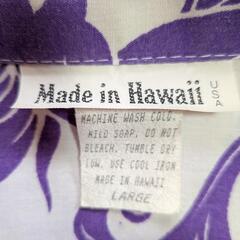 Made in Hawaii
USA
MACHINE WASH COLD.
MILD SOAP. DO NOT
BLEACH. TUMBLE DRY
LOW. USE COOL IRON
MADE IN HAWAII
LARGE